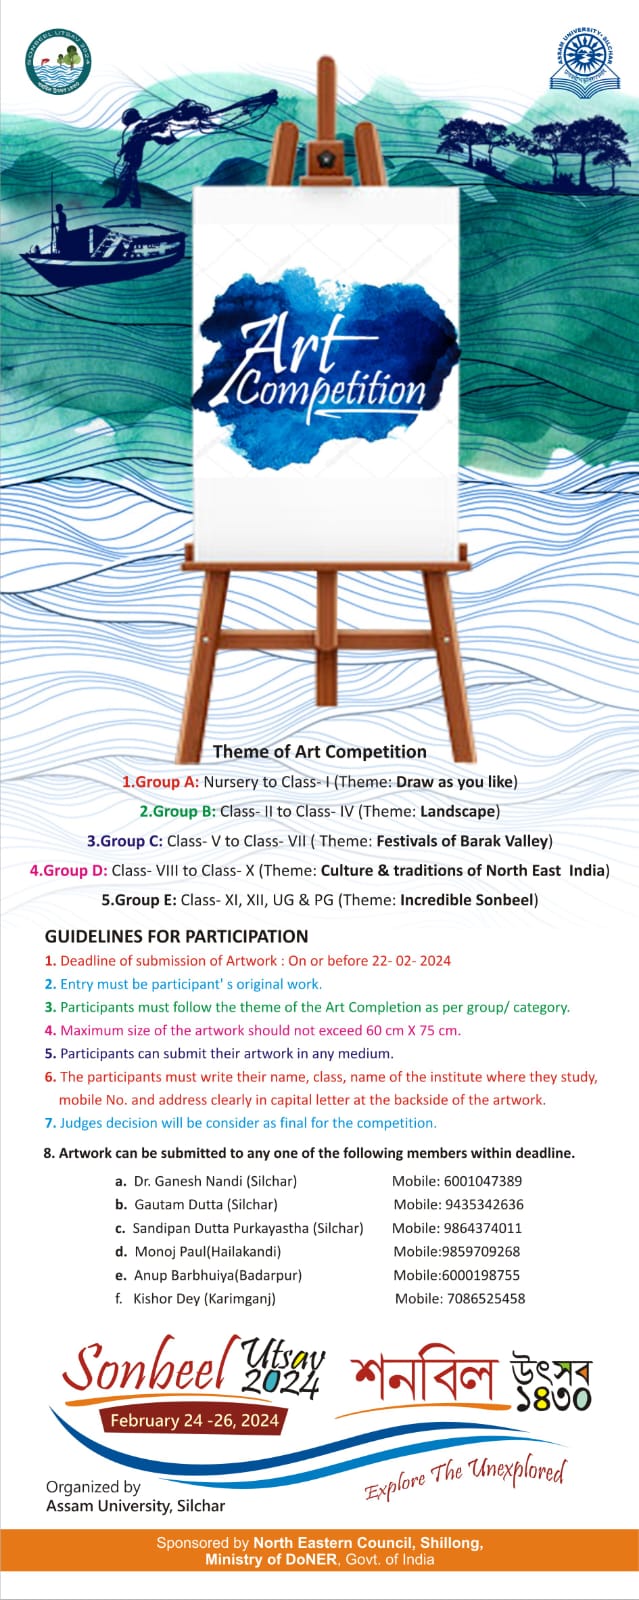 SONBEEL UTSAV 2024
ASSAM UNIVERSITY, SILCHAR
Art
Competition
Theme of Art Competition
1.Group A: Nursery to Class- I (Theme: Draw as you like)
2.Group B: Class- II to Class- IV (Theme: Landscape)
3.Group C: Class- V to Class- VII ( Theme: Festivals of Barak Valley)
4.Group D: Class- VIII to Class- X (Theme: Culture & traditions of North East India)
5.Group E: Class- XI, XII, UG & PG (Theme: Incredible Sonbeel)
GUIDELINES FOR PARTICIPATION
1. Deadline of submission of Artwork : On or before 22- 02- 2024
2. Entry must be participant' s original work.
3. Participants must follow the theme of the Art Completion as per group/ category.
4. Maximum size of the artwork should not exceed 60 cm X 75 cm.
5. Participants can submit their artwork in any medium.
6. The participants must write their name, class, name of the institute where they study,
mobile No. and address clearly in capital letter at the backside of the artwork.
7. Judges decision will be consider as final for the competition.
8. Artwork can be submitted to any one of the following members within deadline.
a. Dr. Ganesh Nandi (Silchar) Mobile: 6001047389
b. Gautam Dutta (Silchar) Mobile: 9435342636
c. Sandipan Dutta Purkayastha (Silchar) Mobile: 9864374011
d. Monoj Paul(Hailakandi) Mobile:9859709268
e. Anup Barbhuiya(Badarpur) Mobile:6000198755
f. Kishor Dey (Karimganj) Mobile: 7086525458
Sonbeel Utsav 2024
শনবিল উৎসব ১৪৩০
February 24 -26, 2024
Explore The Unexplored
Organized by
Assam University, Silchar
Sponsored by North Eastern Council, Shillong,
Ministry of DoNER, Govt. of India